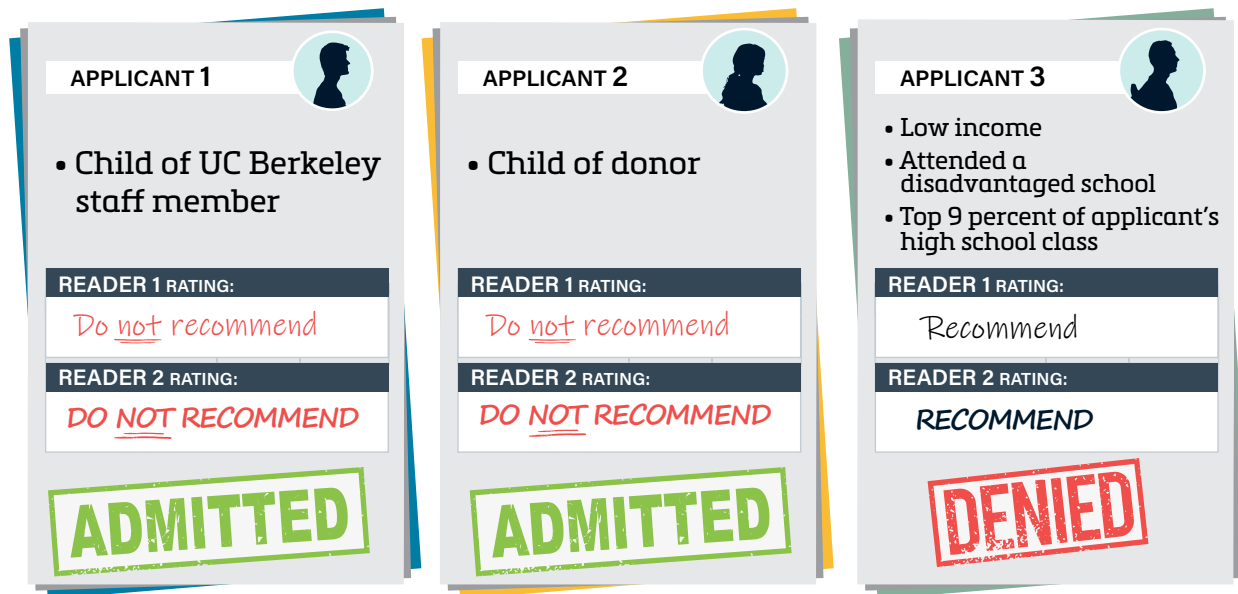 APPLICANT 1
• Child of UC Berkeley
staff member
READER 1 RATING:
Do not recommend
READER 2 RATING:
DO NOT RECOMMEND
ADMITTED
APPLICANT 2
• Child of donor
READER 1 RATING:
Do not recommend
READER 2 RATING:
DO NOT RECOMMEND
ADMITTED
APPLICANT 3
• Low income
• Attended a
disadvantaged school
• Top 9 percent of applicant's
high school class
READER 1 RATING:
Recommend
READER 2 RATING:
RECOMMEND
DENIED